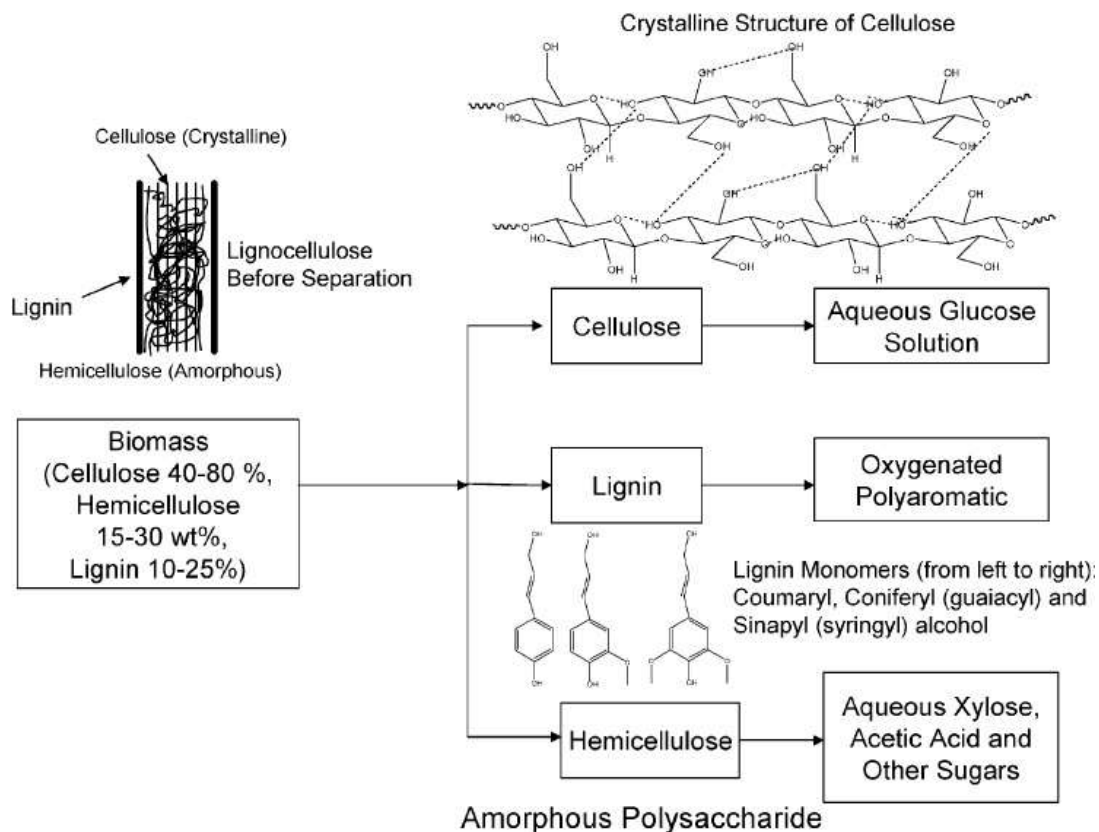 Crystalline Structure of Cellulose
Cellulose (Crystalline)
Lignocellulose
Before Separation
Lignin
Hemicellulose (Amorphous)
Cellulose
Aqueous Glucose
Solution
Biomass
(Cellulose 40-80 %,
Hemicellulose
15-30 wt%,
Lignin 10-25%)
Lignin
Oxygenated
Polyaromatic
Lignin Monomers (from left to right):
Coumaryl, Coniferyl (guaiacyl) and
Sinapyl (syringyl) alcohol
Hemicellulose
Aqueous Xylose,
Acetic Acid and
Other Sugars
Amorphous Polysaccharide